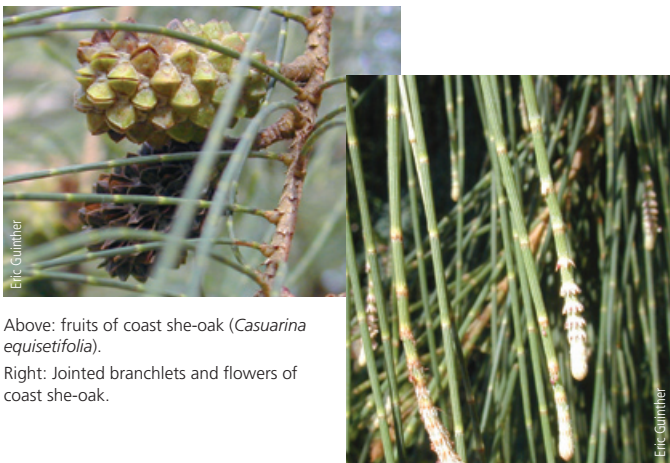 Eric Guinther
Above: fruits of coast she-oak (Casuarina
equisetifolia).
Right: Jointed branchlets and flowers of
coast she-oak.
Eric Guinther